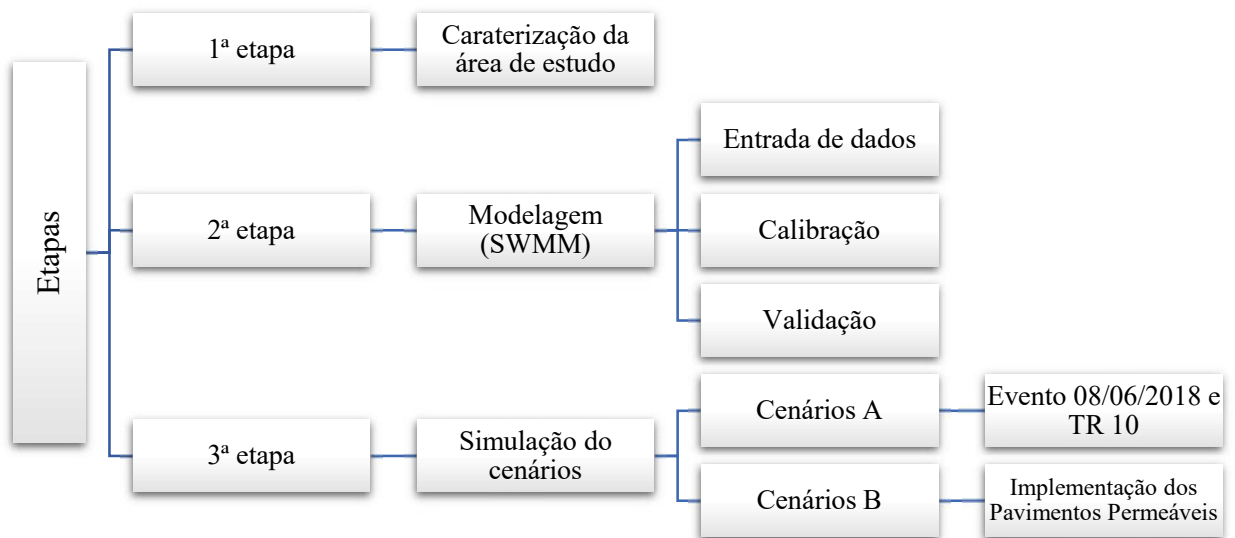 Etapas
1ª etapa
Caraterização da
área de estudo
2ª etapa
Modelagem
(SWMM)
Entrada de dados
Calibração
Validação
3ª etapa
Simulação do
cenários
Cenários A
Evento 08/06/2018 e
TR 10
Cenários B
Implementação dos
Pavimentos Permeáveis